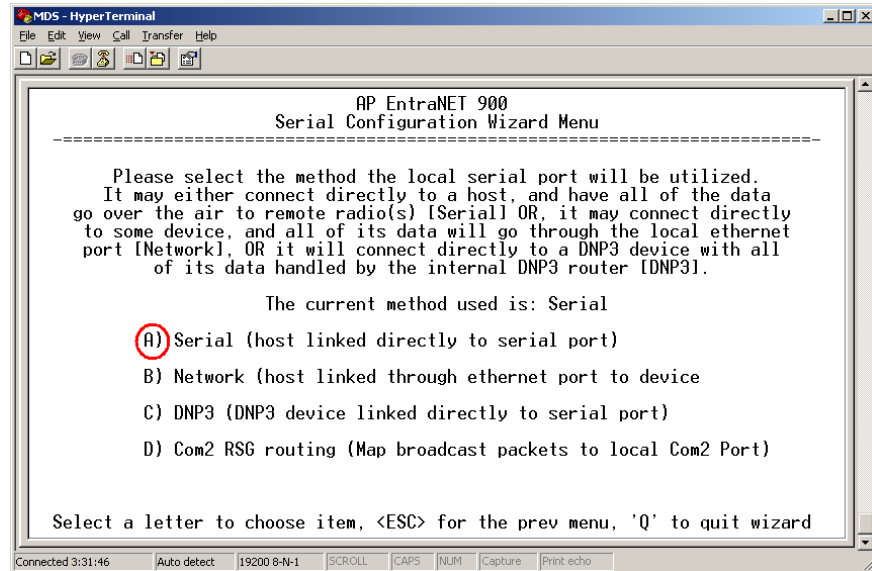 MDS - HyperTerminal
File Edit View Call Transfer Help
AP EntraNET 900
Serial Configuration Wizard Menu
-==========================================================================-
Please select the method the local serial port will be utilized.
It may either connect directly to a host, and have all of the data
go over the air to remote radio(s) [Serial] OR, it may connect directly
to some device, and all of its data will go through the local ethernet
port [Network], OR it will connect directly to a DNP3 device with all
of its data handled by the internal DNP3 router [DNP3].
The current method used is: Serial
A) Serial (host linked directly to serial port)
B) Network (host linked through ethernet port to device
C) DNP3 (DNP3 device linked directly to serial port)
D) Com2 RSG routing (Map broadcast packets to local Com2 Port)
Select a letter to choose item, <ESC> for the prev menu, 'Q' to quit wizard
Connected 3:31:46 Auto detect 19200 8-N-1 SCROLL CAPS NUM Capture Print echo